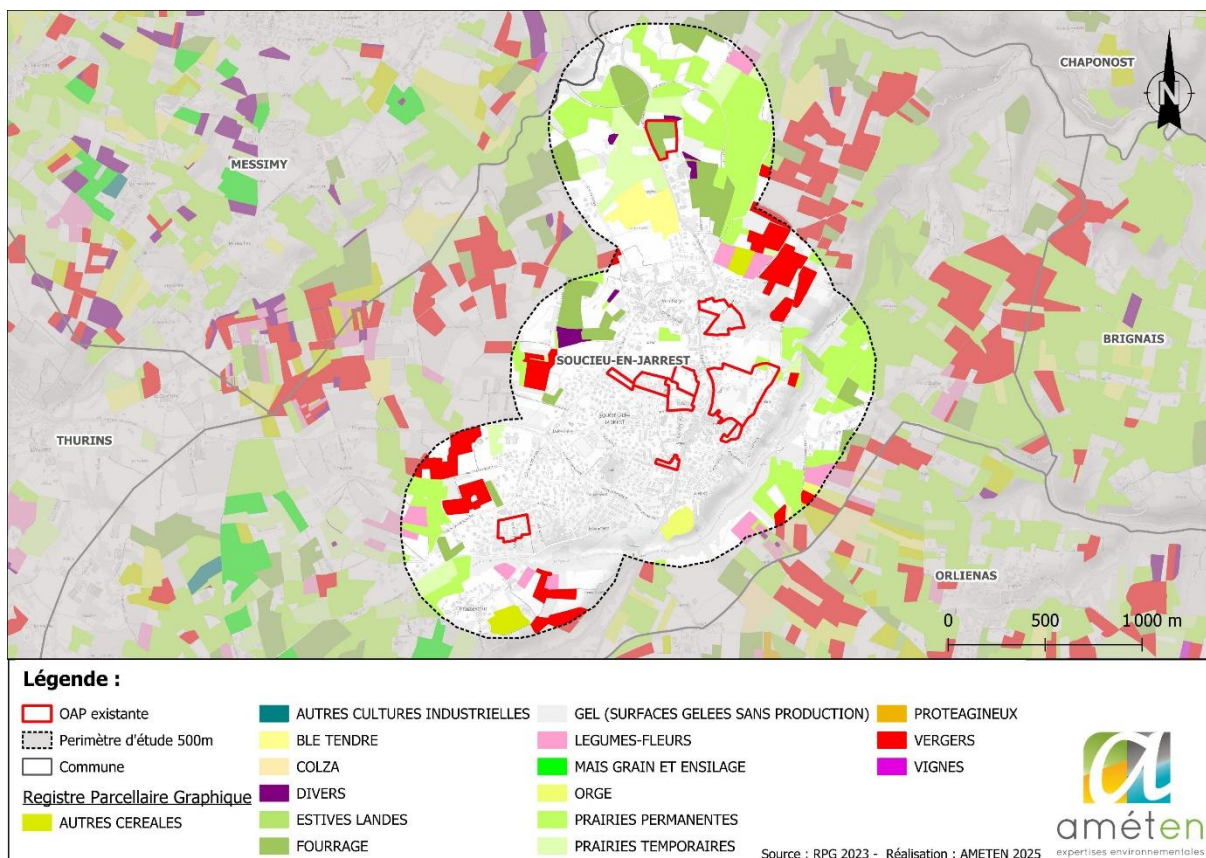 CHAPONOST
N
MESSIMY
BRIGNAIS
SOUCIEU-EN-JARREST
THURINS
ORLIENAS
0 500 1 000 m
Légende :
OAP existante
Perimètre d'étude 500m
Commune
Registre Parcellaire Graphique
AUTRES CEREALES
AUTRES CULTURES INDUSTRIELLES
BLE TENDRE
COLZA
DIVERS
ESTIVES LANDES
FOURRAGE
GEL (SURFACES GELEES SANS PRODUCTION)
LEGUMES-FLEURS
MAIS GRAIN ET ENSILAGE
ORGE
PRAIRIES PERMANENTES
PRAIRIES TEMPORAIRES
PROTEAGINEUX
VERGERS
VIGNES
a
améten
expertises environnementales
Source : RPG 2023 - Réalisation : AMETEN 2025